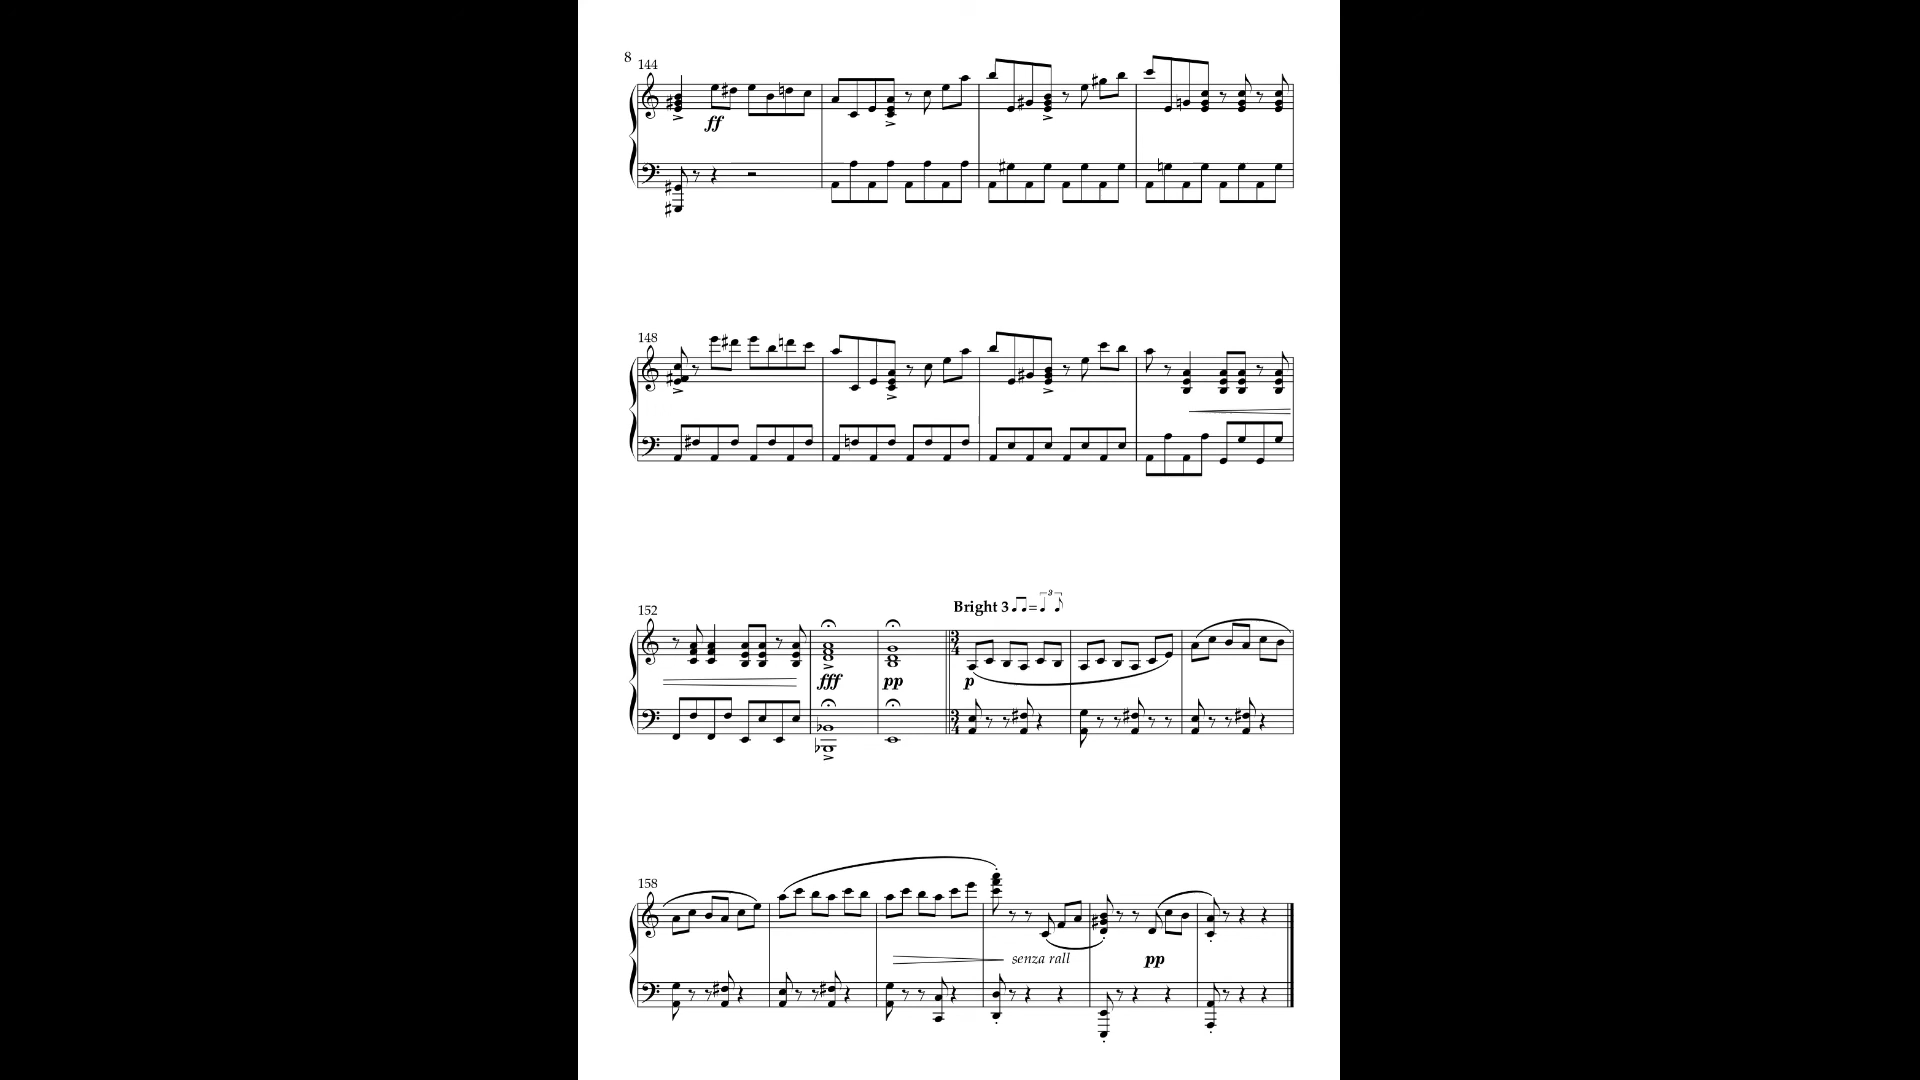 8
144
ff
148
152
Bright 3 ♫=♩♪ 3
3
4
3
4
fff
pp
p
158
senza rall
pp